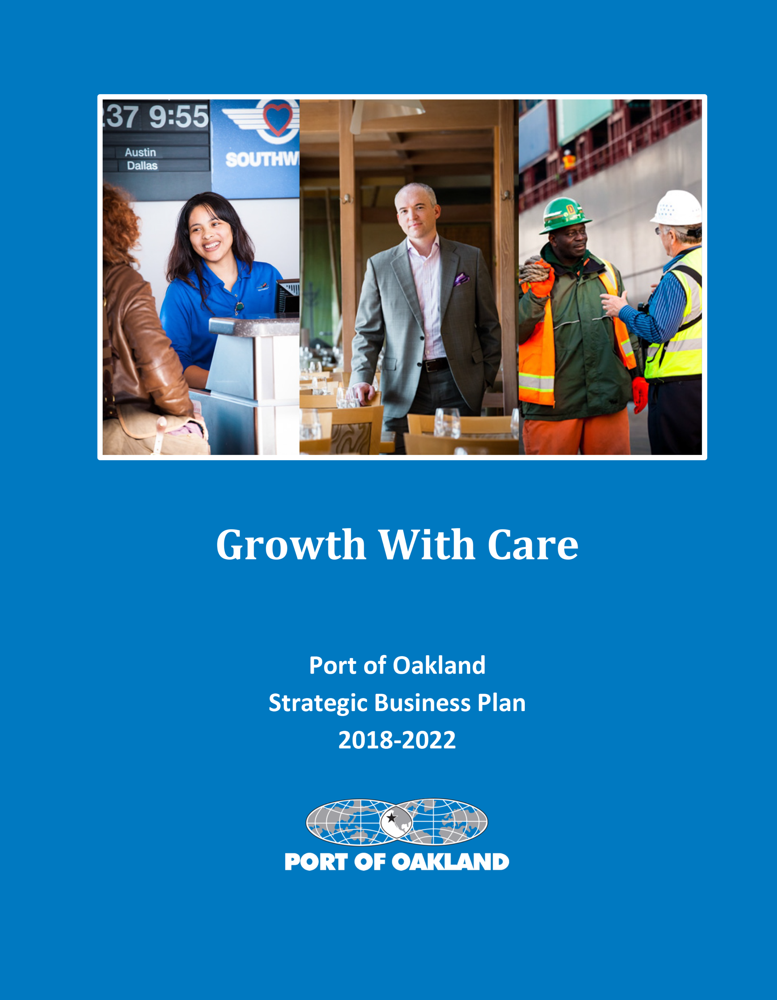 237 9:55
Austin
Dallas
SOUTHW
Growth With Care
Port of Oakland
Strategic Business Plan
2018-2022
PORT OF OAKLAND